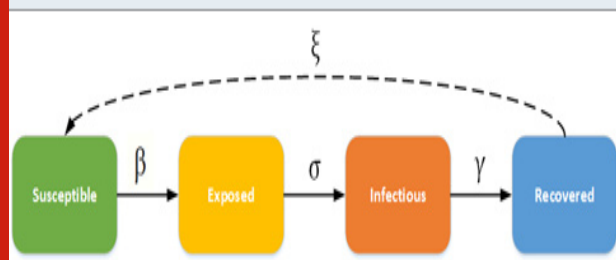 ξ
β
σ
γ
Susceptible
Exposed
Infectious
Recovered